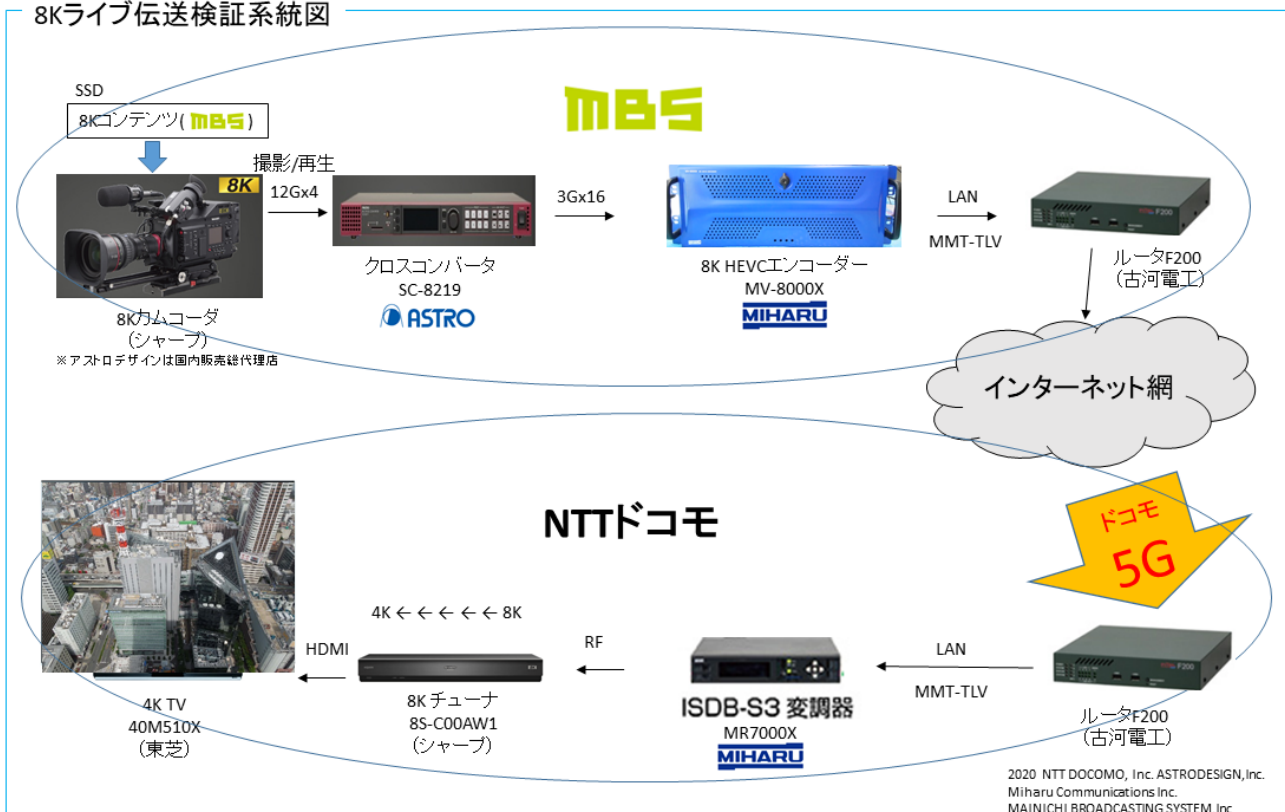 8Kライブ伝送検証系統図
SSD
8Kコンテンツ( MBS )
MBS
撮影/再生
12Gx4
8K
3Gx16
LAN
MMT-TLV
F200
8Kカムコーダ
(シャープ)
※アストロデザインは国内販売総代理店
クロスコンバータ
SC-8219
ASTRO
8K HEVCエンコーダー
MV-8000X
MIHARU
ルータF200
(古河電工)
インターネット網
NTTドコモ
ドコモ
5G
4K ← ← ← ← ← 8K
HDMI
RF
LAN
MMT-TLV
F200
4K TV
40M510X
(東芝)
8K チューナ
8S-C00AW1
(シャープ)
ISDB-S3 変調器
MR7000X
MIHARU
ルータF200
(古河電工)
2020 NTT DOCOMO, Inc. ASTRODESIGN,Inc.
Miharu Communications Inc.
MAINICHI BROADCASTING SYSTEM,Inc